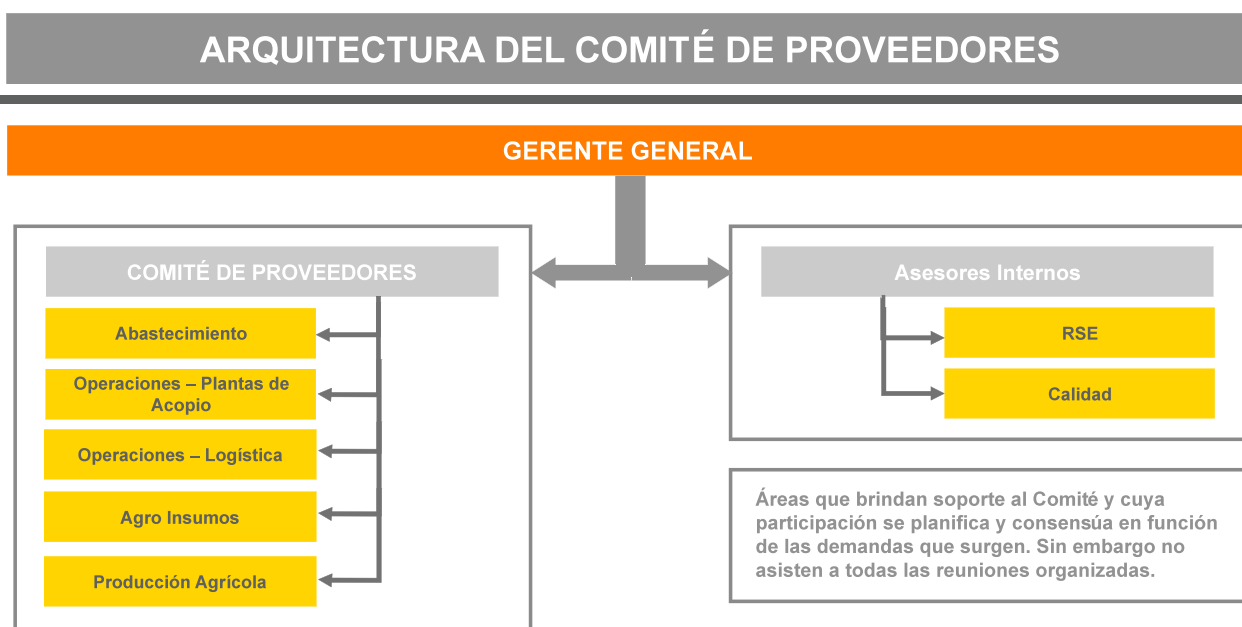 ARQUITECTURA DEL COMITÉ DE PROVEEDORES
GERENTE GENERAL
COMITÉ DE PROVEEDORES
Abastecimiento
Operaciones – Plantas de
Acopio
Operaciones – Logística
Agro Insumos
Producción Agrícola
Asesores Internos
RSE
Calidad
Áreas que brindan soporte al Comité y cuya
participación se planifica y consensúa en función
de las demandas que surgen. Sin embargo no
asisten a todas las reuniones organizadas.